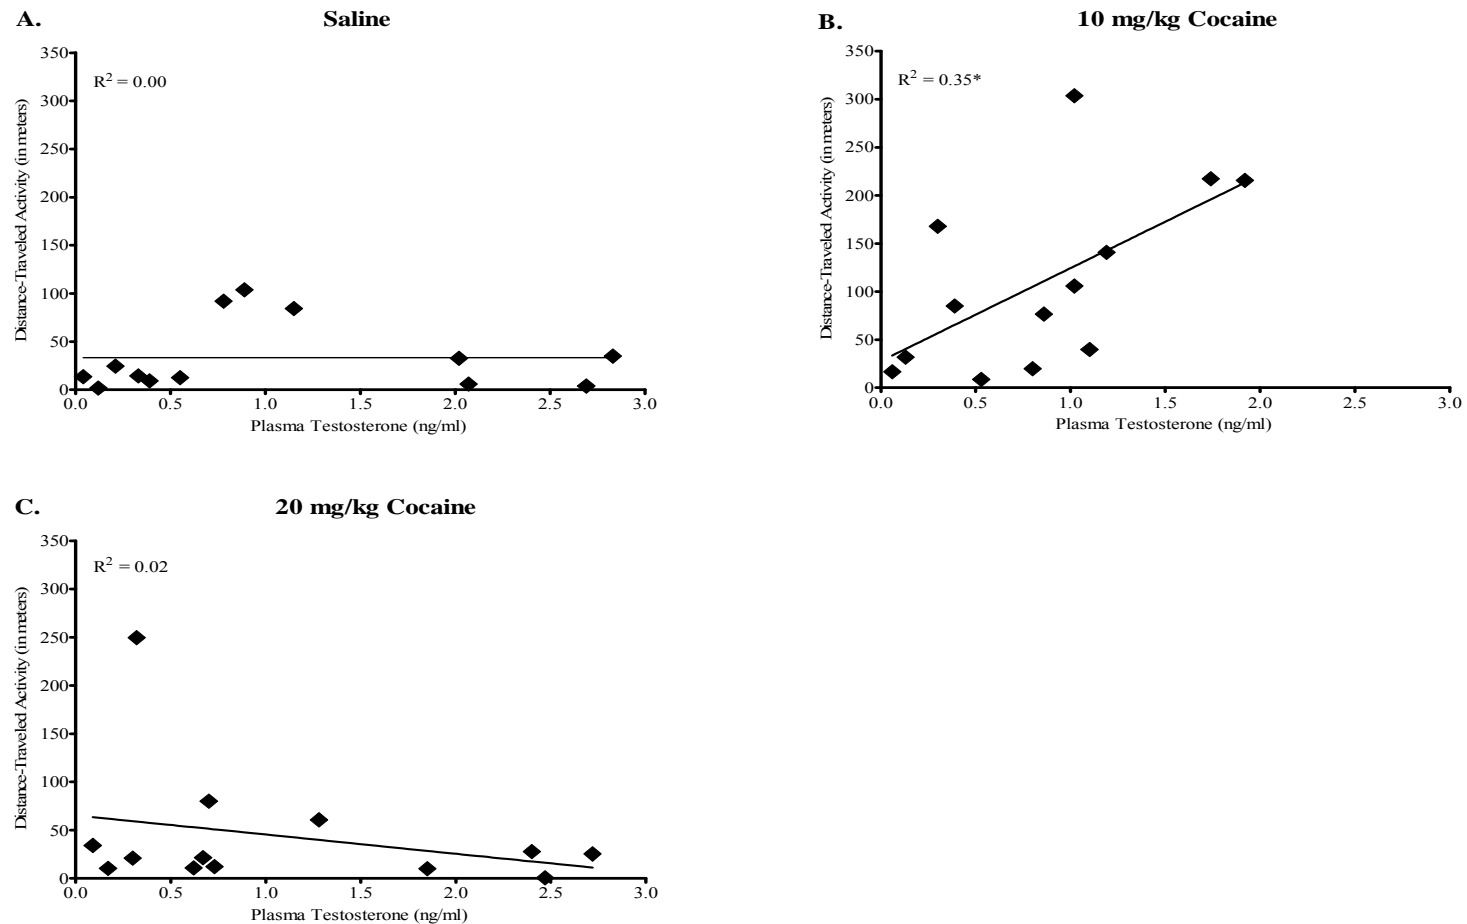 A.
Saline
350
300
250
200
150
100
50
0
R² = 0.00
Distance-Traveled Activity (in meters)
0.0 0.5 1.0 1.5 2.0 2.5 3.0
Plasma Testosterone (ng/ml)
B.
10 mg/kg Cocaine
350
300
250
200
150
100
50
0
R² = 0.35*
Distance-Traveled Activity (in meters)
0.0 0.5 1.0 1.5 2.0 2.5 3.0
Plasma Testosterone (ng/ml)
C.
20 mg/kg Cocaine
350
300
250
200
150
100
50
0
R² = 0.02
Distance-Traveled Activity (in meters)
0.0 0.5 1.0 1.5 2.0 2.5 3.0
Plasma Testosterone (ng/ml)